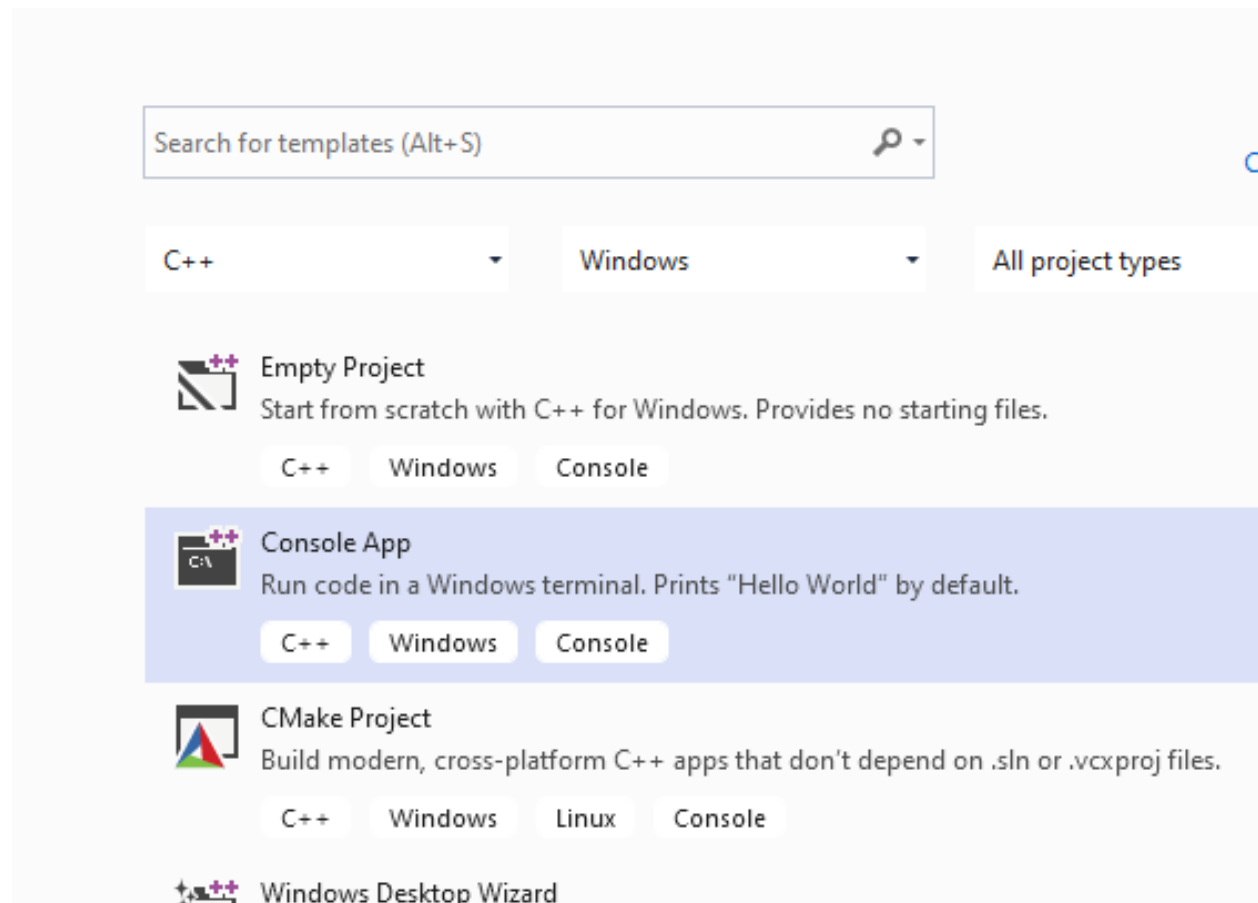 Search for templates (Alt+S)
C++ Windows All project types
Empty Project
Start from scratch with C++ for Windows. Provides no starting files.
C++ Windows Console
Console App
Run code in a Windows terminal. Prints “Hello World” by default.
C++ Windows Console
CMake Project
Build modern, cross-platform C++ apps that don’t depend on .sln or .vcxproj files.
C++ Windows Linux Console
Windows Desktop Wizard